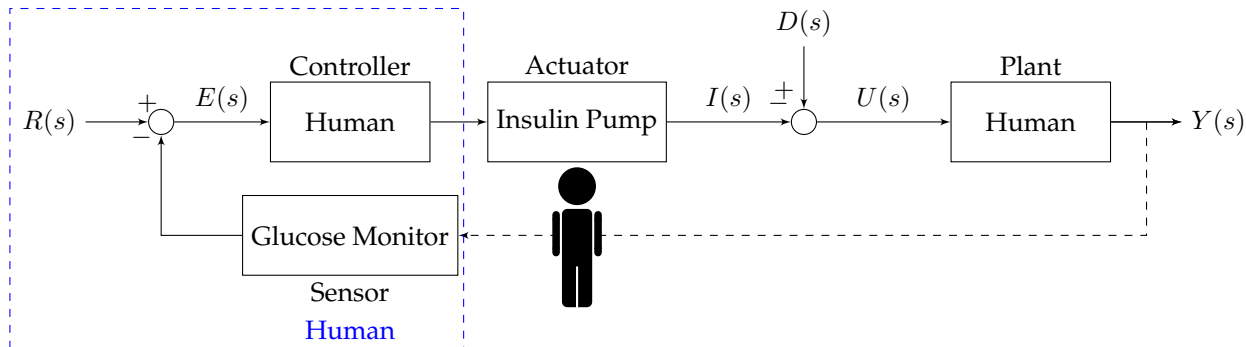 D(s)
Controller
Actuator
Plant
R(s)
+
−
E(s)
Human
Insulin Pump
I(s)
+
−
U(s)
Human
Y(s)
Glucose Monitor
Sensor
Human